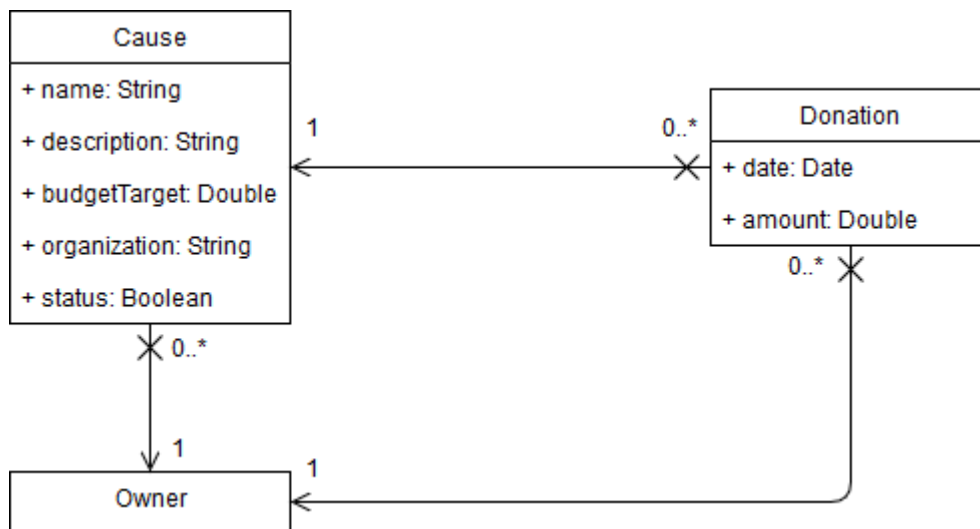 Cause
+ name: String
+ description: String
+ budgetTarget: Double
+ organization: String
+ status: Boolean
1
0..*
Donation
+ date: Date
+ amount: Double
0..*
0..*
1
1
Owner